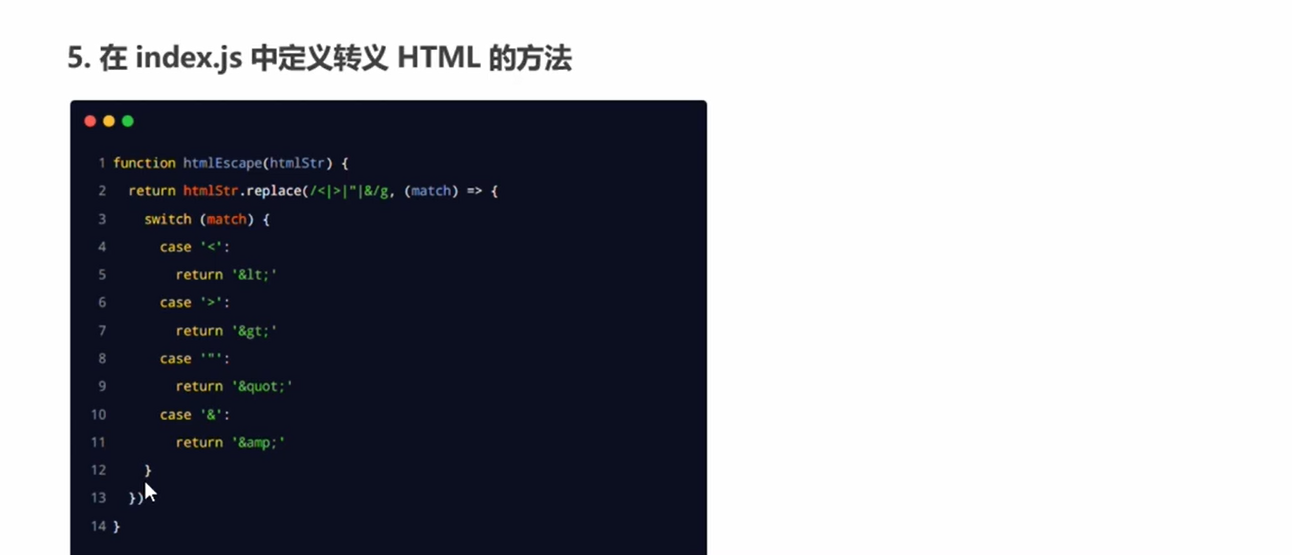 5. 在 index.js 中定义转义 HTML 的方法
1 function htmlEscape(htmlStr) {
2   return htmlStr.replace(/<|>|"|&/g, (match) => {
3     switch (match) {
4       case '<':
5         return '&lt;'
6       case '>':
7         return '&gt;'
8       case '"':
9         return '&quot;'
10       case '&':
11         return '&amp;'
12     }
13   })
14 }